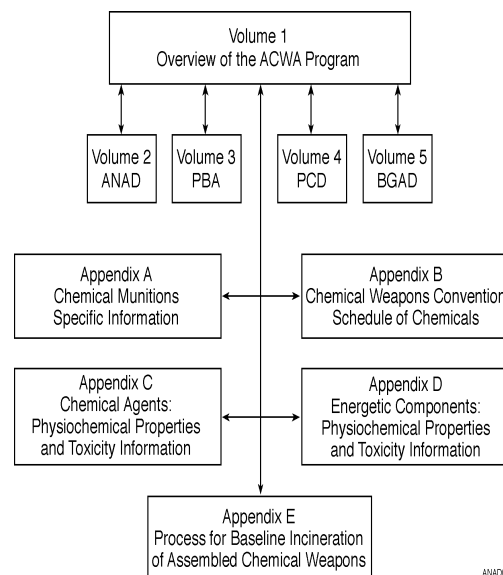 Volume 1
Overview of the ACWA Program
Volume 2
ANAD
Volume 3
PBA
Volume 4
PCD
Volume 5
BGAD
Appendix A
Chemical Munitions
Specific Information
Appendix B
Chemical Weapons Convention
Schedule of Chemicals
Appendix C
Chemical Agents:
Physiochemical Properties
and Toxicity Information
Appendix D
Energetic Components:
Physiochemical Properties
and Toxicity Information
Appendix E
Process for Baseline Incineration
of Assembled Chemical Weapons